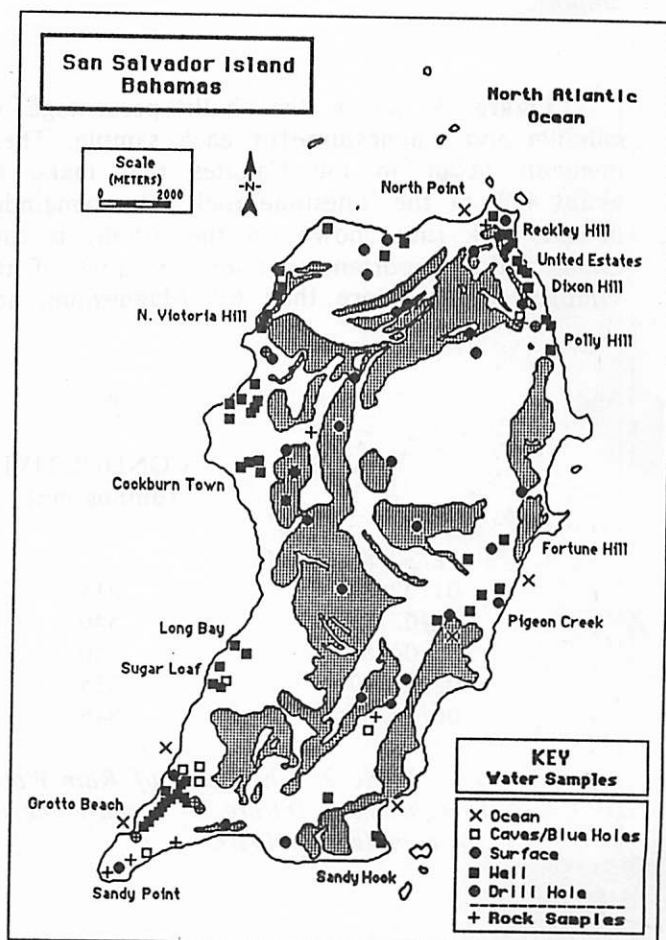 San Salvador Island
Bahamas
North Atlantic
Ocean
Scale
(METERS)
0 2000
N
North Point
Reckley Hill
United Estates
Dixon Hill
N. Victoria Hill
Polly Hill
Cockburn Town
Fortune Hill
Pigeon Creek
Long Bay
Sugar Loaf
Grotto Beach
Sandy Hook
Sandy Point
KEY
Water Samples
Ocean
Caves/Blue Holes
Surface
Well
Drill Hole
Rock Samples